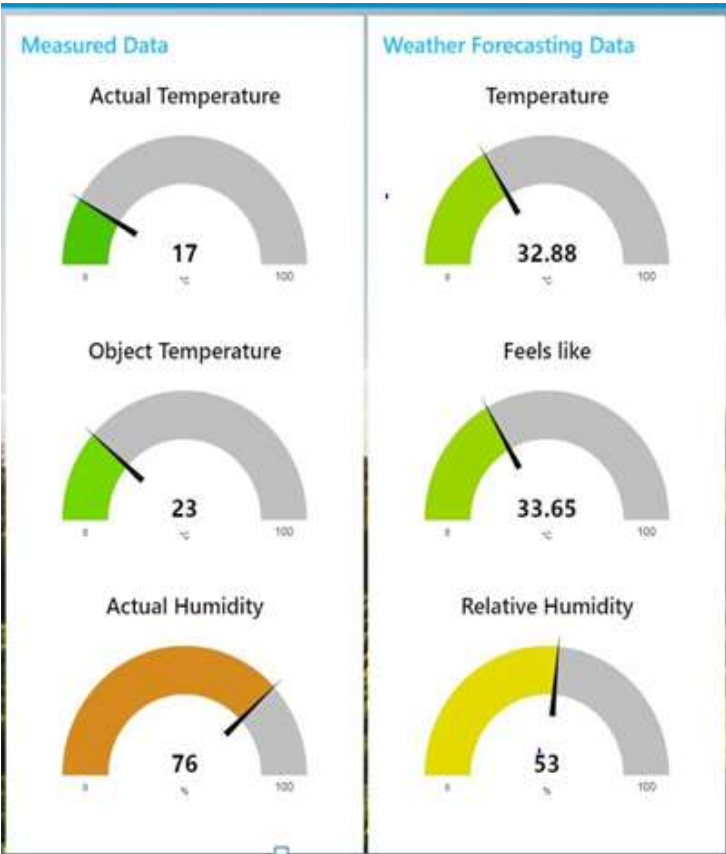 Measured Data
Actual Temperature
17
°C
0
100
Object Temperature
23
°C
0
100
Actual Humidity
76
%
0
100
Weather Forecasting Data
Temperature
32.88
°C
0
100
Feels like
33.65
°C
0
100
Relative Humidity
53
%
0
100